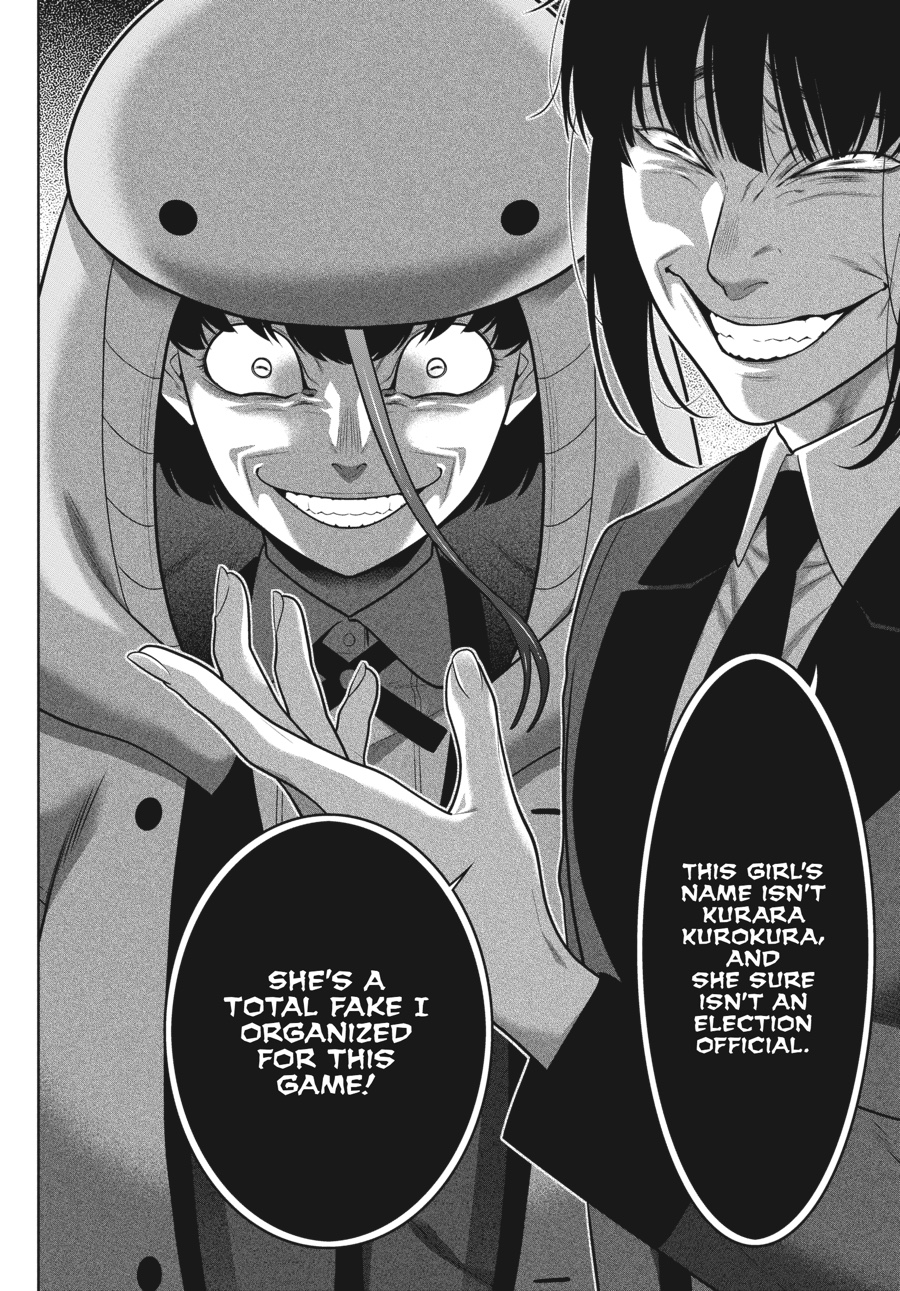 THIS GIRL'S
NAME ISN'T
KURARA
KUROKURA,
AND
SHE SURE
ISN'T AN
ELECTION
OFFICIAL.
SHE'S A
TOTAL FAKE I
ORGANIZED
FOR THIS
GAME!